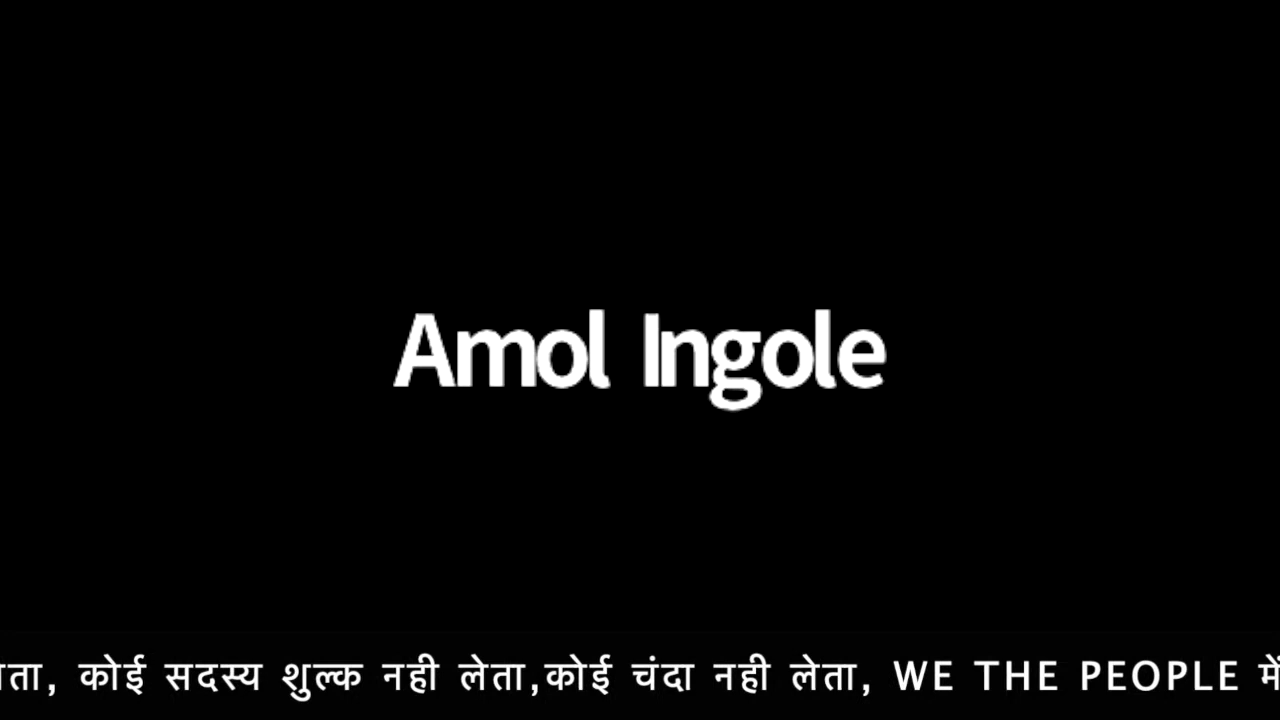 Amol Ingole
कोई सदस्य शुल्क नही लेता,कोई चंदा नही लेता, WE THE PEOPLE में